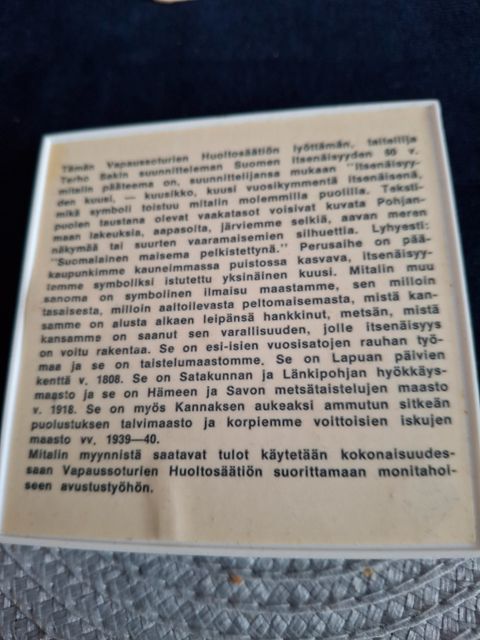 Tämän Vapaussoturien Huoltosäätiön lyöttämän, taiteilija
Terho Sakin suunnitteleman Suomen itsenäisyyden 60 v.
mitalin pääteema on, suunnittelijansa mukaan "Itsenäisyy-
den kuusi, — kuusikko, kuusi vuosikymmentä itsenäisenä,
mikä symboli toistuu mitalin molemmilla puolilla. Teksti-
puolen taustana olevat vaakatasot voisivat kuvata Pohjan-
maan lakeuksia, aapasoita, järviemme selkiä, aavan meren
näkymää tai suurten vaaramaisemien silhuettia. Lyhyesti:
"Suomalainen maisema pelkistettynä." Perusaihe on pää-
kaupunkimme kauneimmassa puistossa kasvava, itsenäisyy-
temme symboliksi istutettu yksinäinen kuusi. Mitalin muu
sanoma on symbolinen ilmaisu maastamme, sen milloin
tasaisesta, milloin aaltoilevasta peltomaisemasta, mistä kan-
samme on alusta alkaen leipänsä hankkinut, metsän, mistä
kansamme on saanut sen varallisuuden, jolle itsenäisyys
on voitu rakentaa. Se on esi-isien vuosisatojen rauhan työ-
maa ja se on taistelumaastomme. Se on Lapuan päivien
kenttä v. 1808. Se on Satakunnan ja Länkipohjan hyökkäys-
maasto ja se on Hämeen ja Savon metsätaistelujen maasto
v. 1918. Se on myös Kannaksen aukeaksi ammutun sitkeän
puolustuksen talvimaasto ja korpiemme voittoisien iskujen
maasto vv. 1939—40.
Mitalin myynnistä saatavat tulot käytetään kokonaisuudes-
saan Vapaussoturien Huoltosäätiön suorittamaan monitahoi-
seen avustustyöhön.